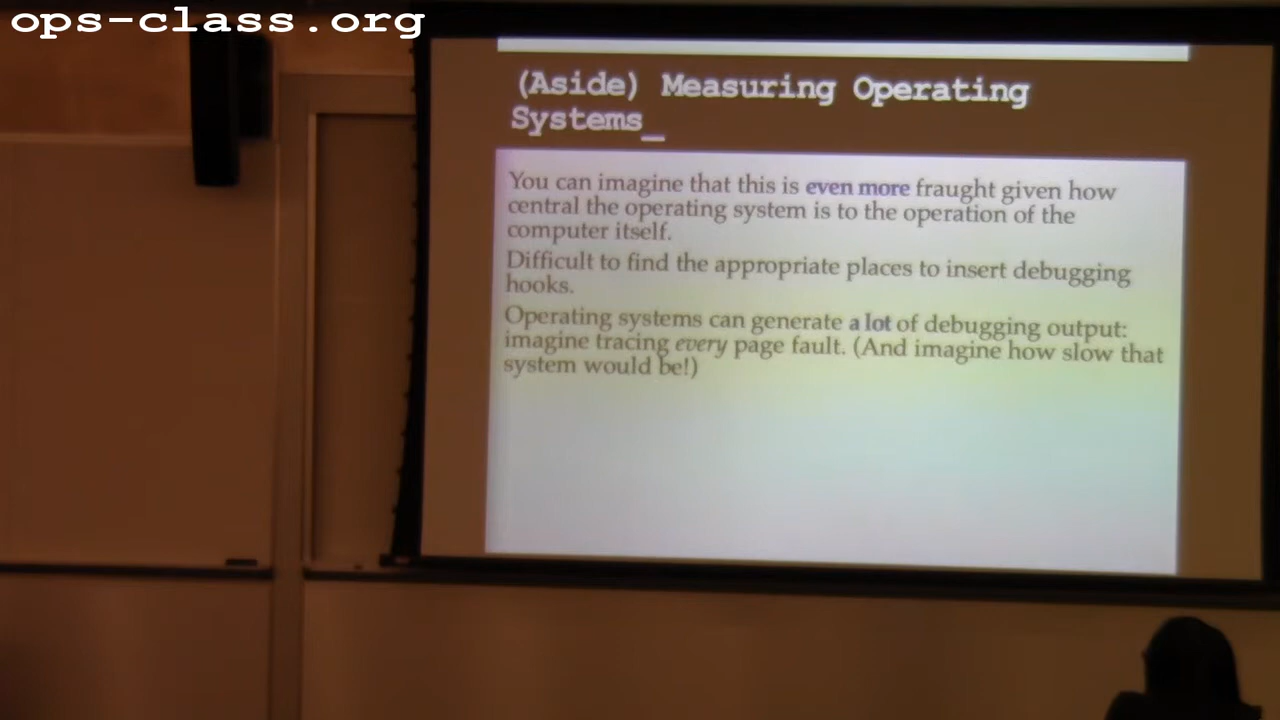 ops-class.org
(Aside) Measuring Operating
Systems_
You can imagine that this is even more fraught given how
central the operating system is to the operation of the
computer itself.
Difficult to find the appropriate places to insert debugging
hooks.
Operating systems can generate a lot of debugging output:
imagine tracing every page fault. (And imagine how slow that
system would be!)